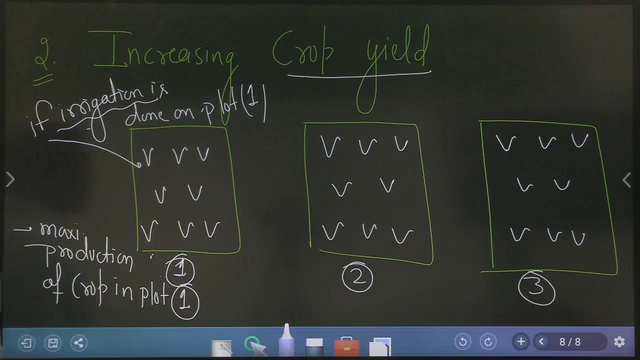 2. Increasing Crop yield
if irrigation is
done on plot (1)
→ maxi.
production
of Crop in plot 1
1
2
3
8/8